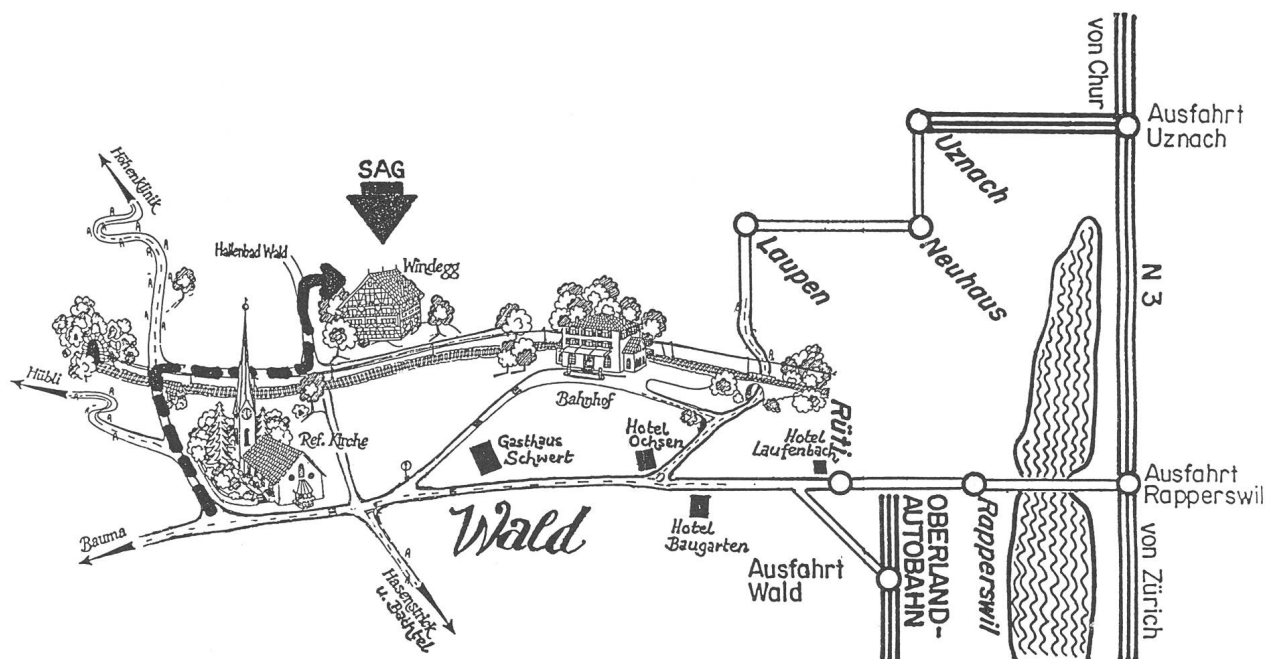 von Chur
Ausfahrt
Uznach
Uznach
Neuhaus
Laupen
N 3
Höhenklinik
SAG
Hallenbad Wald
Windegg
Hübli
Ref. Kirche
Bahnhof
Gasthaus
Schwert
Hotel
Ochsen
Hotel
Laufenbach
Rüti
Ausfahrt
Rapperswil
Bauma
Wald
Hotel
Baugarten
Hasenstrick
u. Bachtel
Ausfahrt
Wald
OBERLAND-
AUTOBAHN
Rapperswil
von Zürich